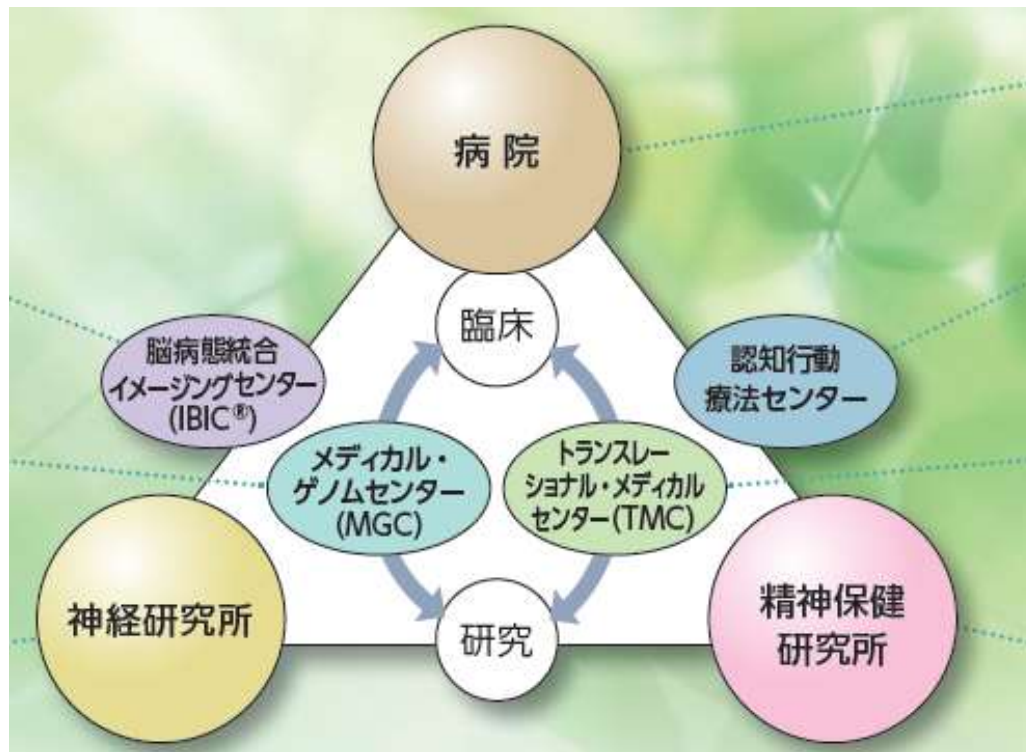 病院
臨床
脳病態統合
イメージングセンター
(IBIC®)
認知行動
療法センター
メディカル・
ゲノムセンター
(MGC)
トランスレー
ショナル・メディカル
センター(TMC)
神経研究所
研究
精神保健
研究所